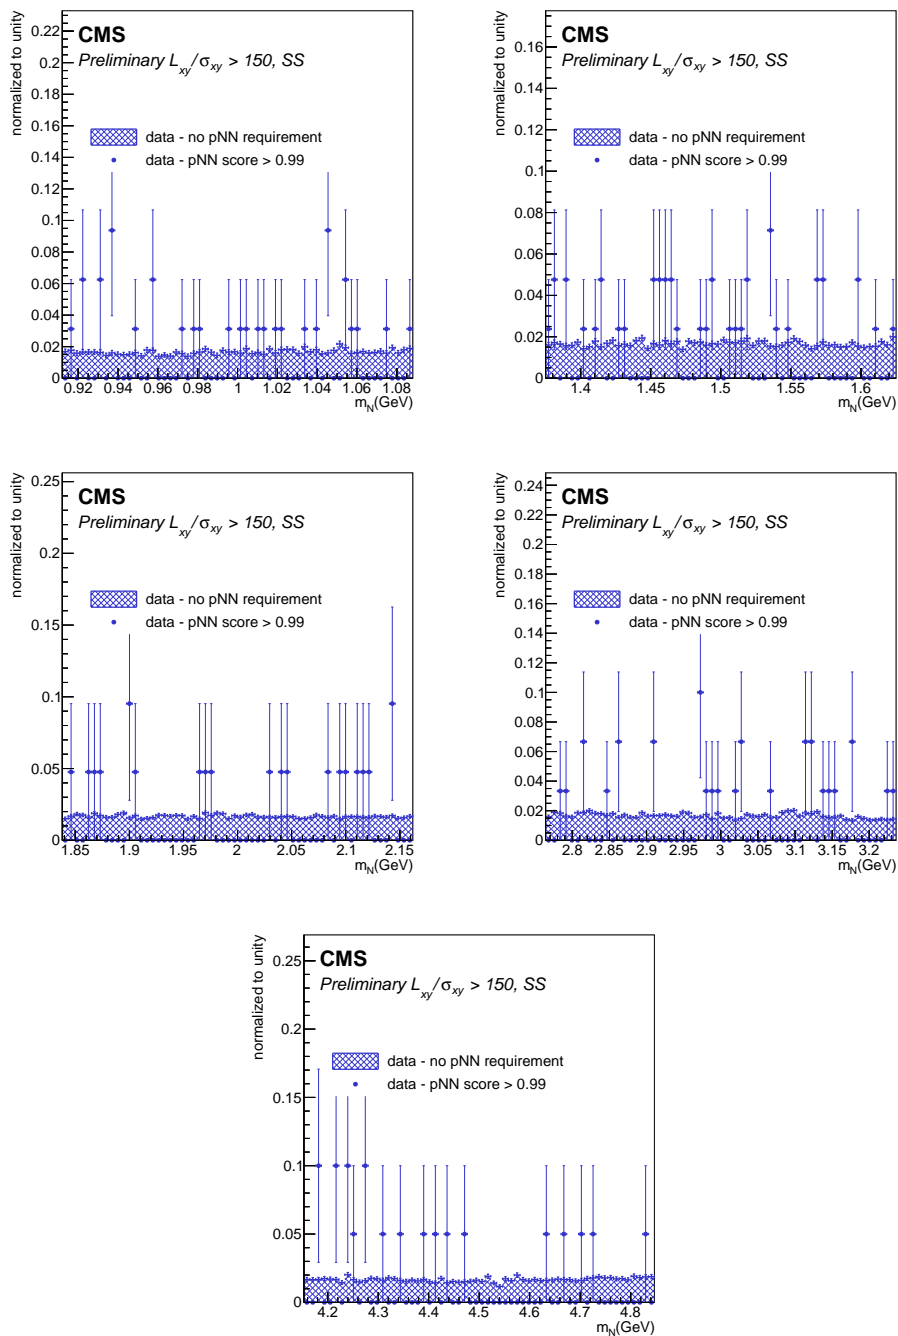 normalized to unity
CMS
Preliminary L_xy/σ_xy > 150, SS
data - no pNN requirement
data - pNN score > 0.99
0.22
0.2
0.18
0.16
0.14
0.12
0.1
0.08
0.06
0.04
0.02
0
0.92 0.94 0.96 0.98 1 1.02 1.04 1.06 1.08
m_N(GeV)
normalized to unity
CMS
Preliminary L_xy/σ_xy > 150, SS
data - no pNN requirement
data - pNN score > 0.99
0.16
0.14
0.12
0.1
0.08
0.06
0.04
0.02
0
1.4 1.45 1.5 1.55 1.6
m_N(GeV)
normalized to unity
CMS
Preliminary L_xy/σ_xy > 150, SS
data - no pNN requirement
data - pNN score > 0.99
0.25
0.2
0.15
0.1
0.05
0
1.85 1.9 1.95 2 2.05 2.1 2.15
m_N(GeV)
normalized to unity
CMS
Preliminary L_xy/σ_xy > 150, SS
data - no pNN requirement
data - pNN score > 0.99
0.24
0.22
0.2
0.18
0.16
0.14
0.12
0.1
0.08
0.06
0.04
0.02
0
2.8 2.85 2.9 2.95 3 3.05 3.1 3.15 3.2
m_N(GeV)
normalized to unity
CMS
Preliminary L_xy/σ_xy > 150, SS
data - no pNN requirement
data - pNN score > 0.99
0.25
0.2
0.15
0.1
0.05
0
4.2 4.3 4.4 4.5 4.6 4.7 4.8
m_N(GeV)